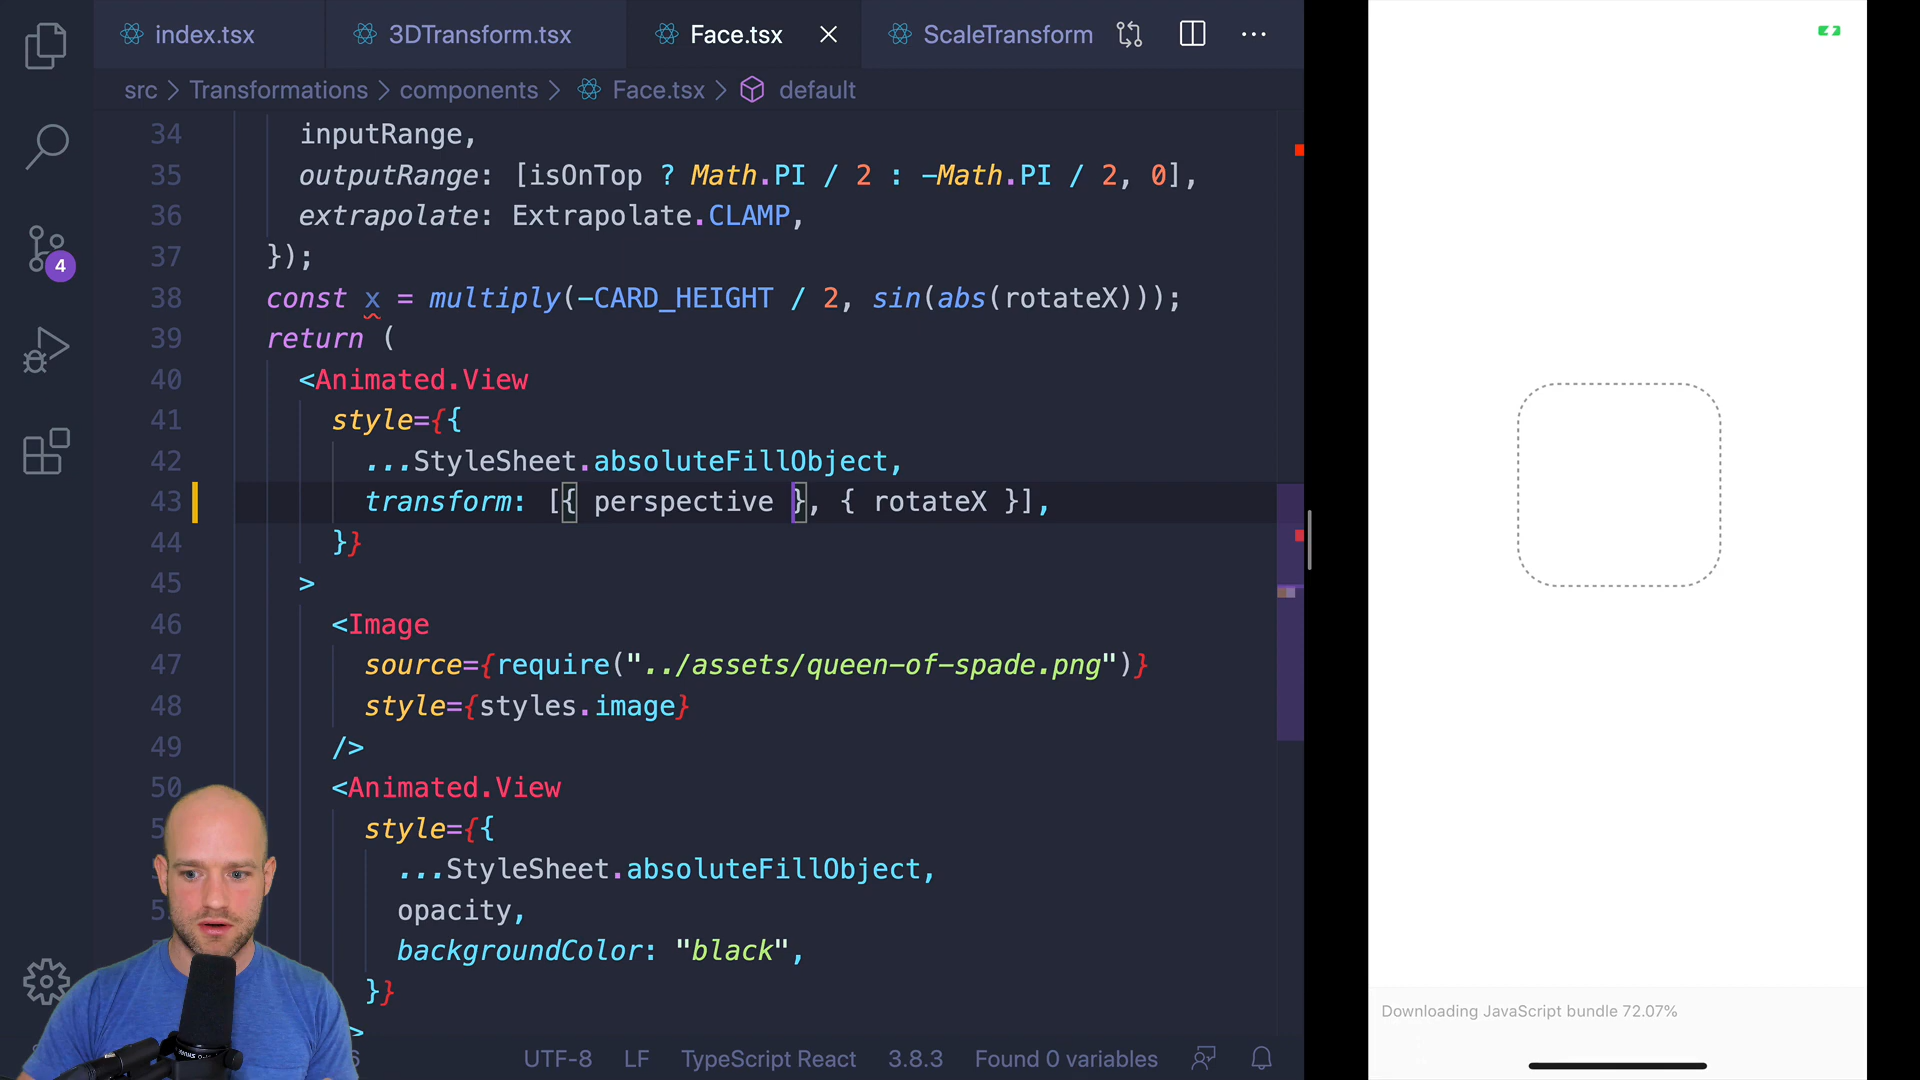 index.tsx
3DTransform.tsx
Face.tsx
ScaleTransform
src > Transformations > components > Face.tsx > default
34 inputRange,
35 outputRange: [isOnTop ? Math.PI / 2 : -Math.PI / 2, 0],
36 extrapolate: Extrapolate.CLAMP,
37 });
38 const x = multiply(-CARD_HEIGHT / 2, sin(abs(rotateX)));
39 return (
40 <Animated.View
41 style={{
42 ...StyleSheet.absoluteFillObject,
43 transform: [{ perspective }, { rotateX }],
44 }}
45 >
46 <Image
47 source={require("../assets/queen-of-spade.png")}
48 style={styles.image}
49 />
50 <Animated.View
style={{
...StyleSheet.absoluteFillObject,
opacity,
backgroundColor: "black",
}}
>
4
UTF-8 LF TypeScript React 3.8.3 Found 0 variables
Downloading JavaScript bundle 72.07%